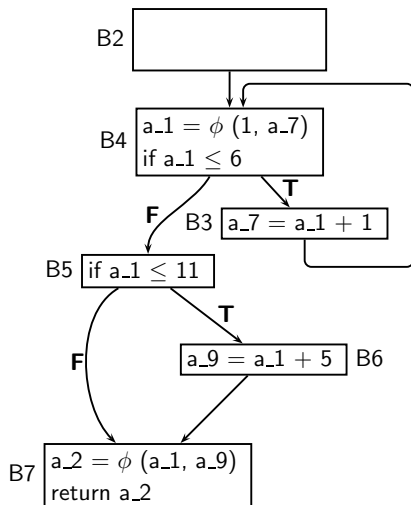 B2
B4
a_1 = ϕ (1, a_7)
if a_1 ≤ 6
F
T
B3
a_7 = a_1 + 1
B5
if a_1 ≤ 11
F
T
a_9 = a_1 + 5
B6
B7
a_2 = ϕ (a_1, a_9)
return a_2